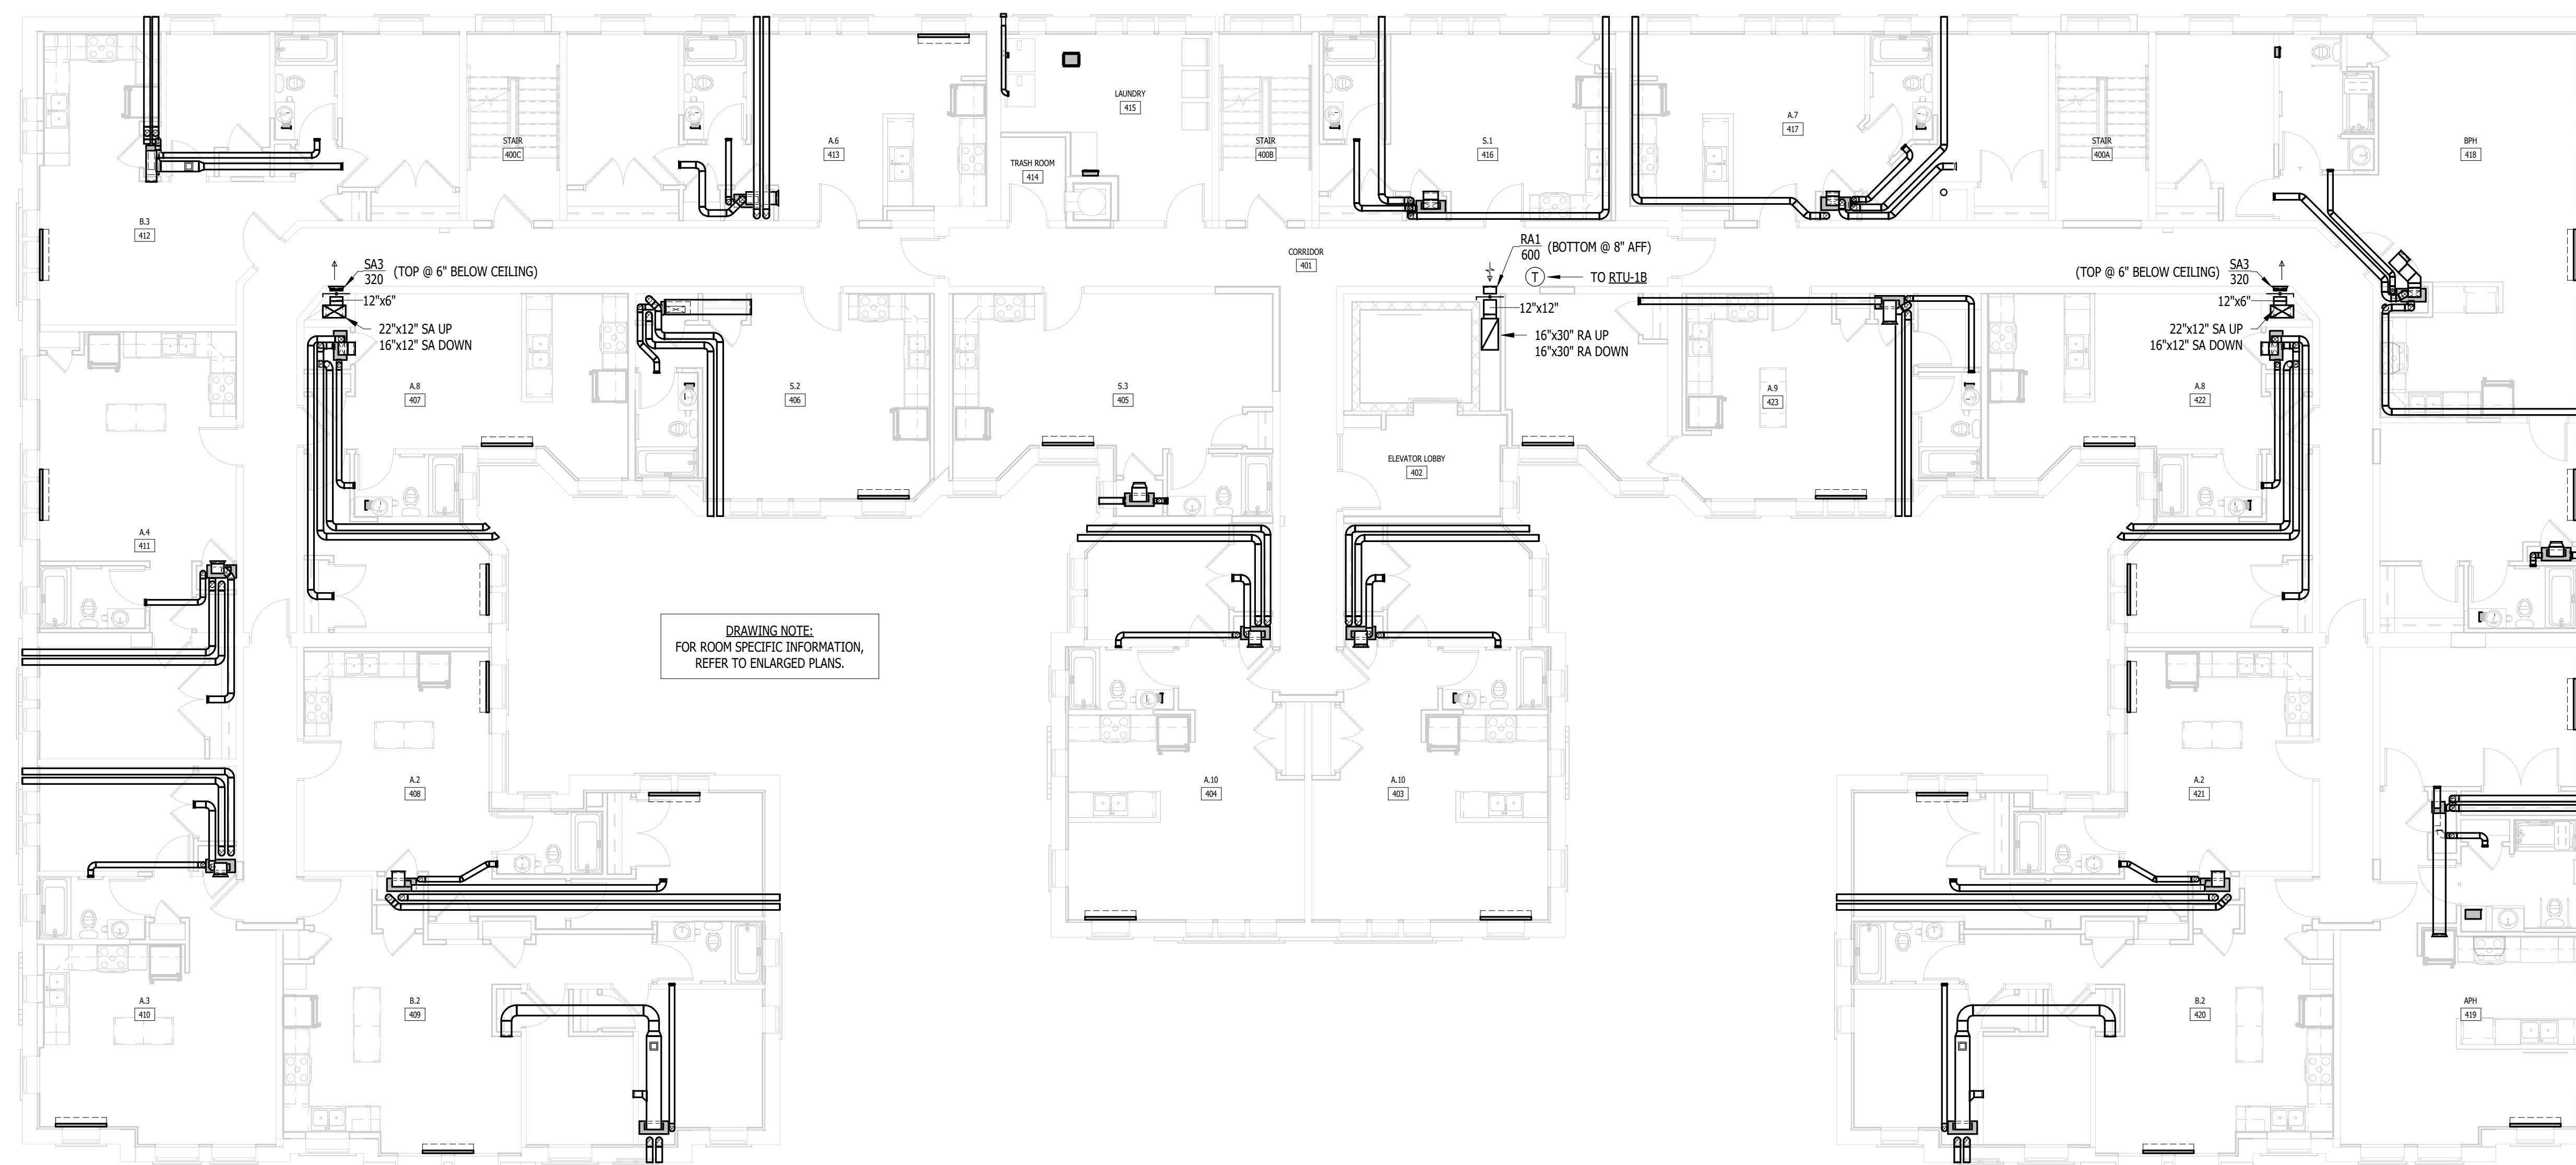 STAIR
400C
A.6
413
LAUNDRY
415
TRASH ROOM
414
STAIR
400B
S.1
416
A.7
417
STAIR
400A
BPH
418
B.3
412
CORRIDOR
401
SA3
320
(TOP @ 6" BELOW CEILING)
12"x6"
22"x12" SA UP
16"x12" SA DOWN
RA1
600
(BOTTOM @ 8" AFF)
T
TO RTU-1B
12"x12"
16"x30" RA UP
16"x30" RA DOWN
(TOP @ 6" BELOW CEILING)
SA3
320
12"x6"
22"x12" SA UP
16"x12" SA DOWN
A.8
407
S.2
406
S.3
405
A.9
423
A.8
422
ELEVATOR LOBBY
402
A.4
411
DRAWING NOTE:
FOR ROOM SPECIFIC INFORMATION,
REFER TO ENLARGED PLANS.
A.2
408
A.10
404
A.10
403
A.2
421
A.3
410
B.2
409
B.2
420
APH
419